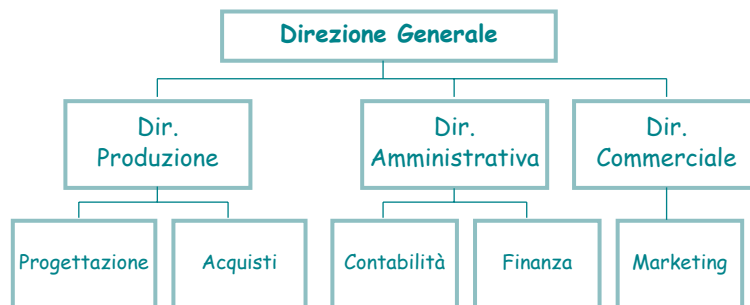 Direzione Generale
Dir.
Produzione
Dir.
Amministrativa
Dir.
Commerciale
Progettazione
Acquisti
Contabilità
Finanza
Marketing